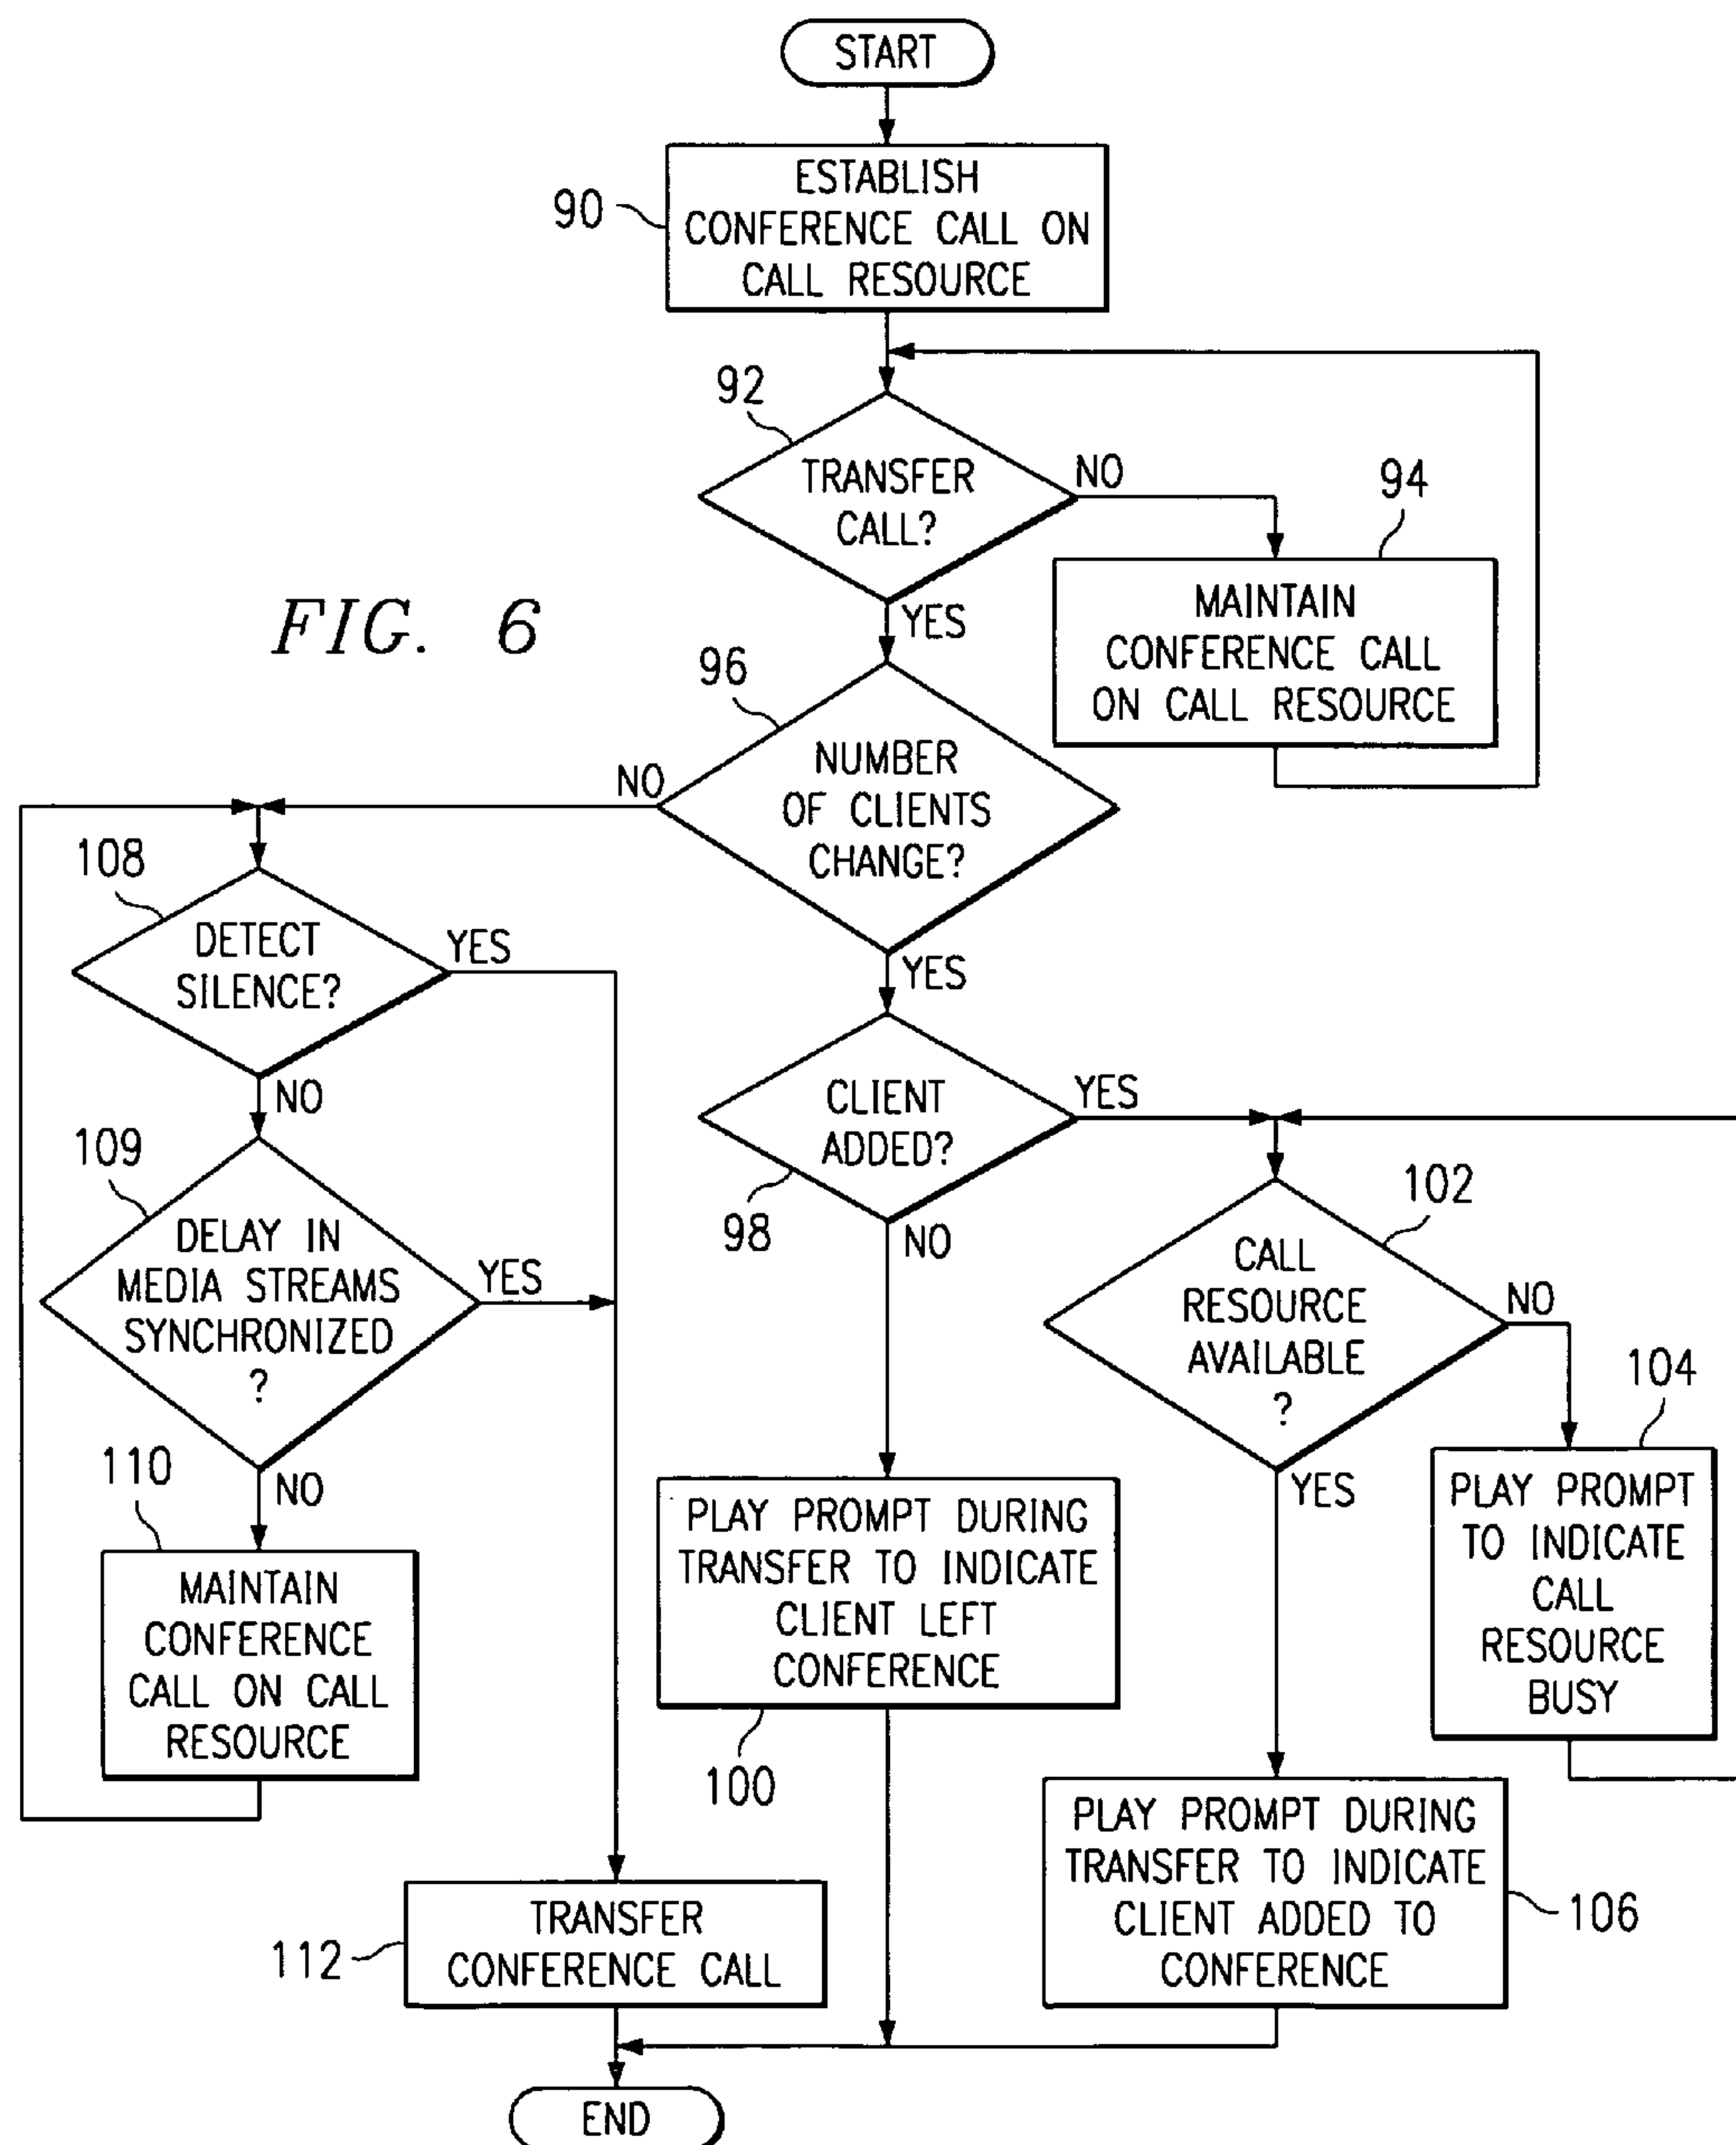 START
90
ESTABLISH
CONFERENCE CALL ON
CALL RESOURCE
92
TRANSFER
CALL?
NO
YES
94
MAINTAIN
CONFERENCE CALL
ON CALL RESOURCE
FIG. 6
96
NUMBER
OF CLIENTS
CHANGE?
NO
YES
108
DETECT
SILENCE?
YES
NO
109
DELAY IN
MEDIA STREAMS
SYNCHRONIZED
?
YES
NO
110
MAINTAIN
CONFERENCE
CALL ON CALL
RESOURCE
98
CLIENT
ADDED?
YES
NO
102
CALL
RESOURCE
AVAILABLE
?
NO
YES
104
PLAY PROMPT
TO INDICATE
CALL
RESOURCE
BUSY
PLAY PROMPT DURING
TRANSFER TO INDICATE
CLIENT LEFT
CONFERENCE
100
PLAY PROMPT DURING
TRANSFER TO INDICATE
CLIENT ADDED TO
CONFERENCE
106
112
TRANSFER
CONFERENCE CALL
END